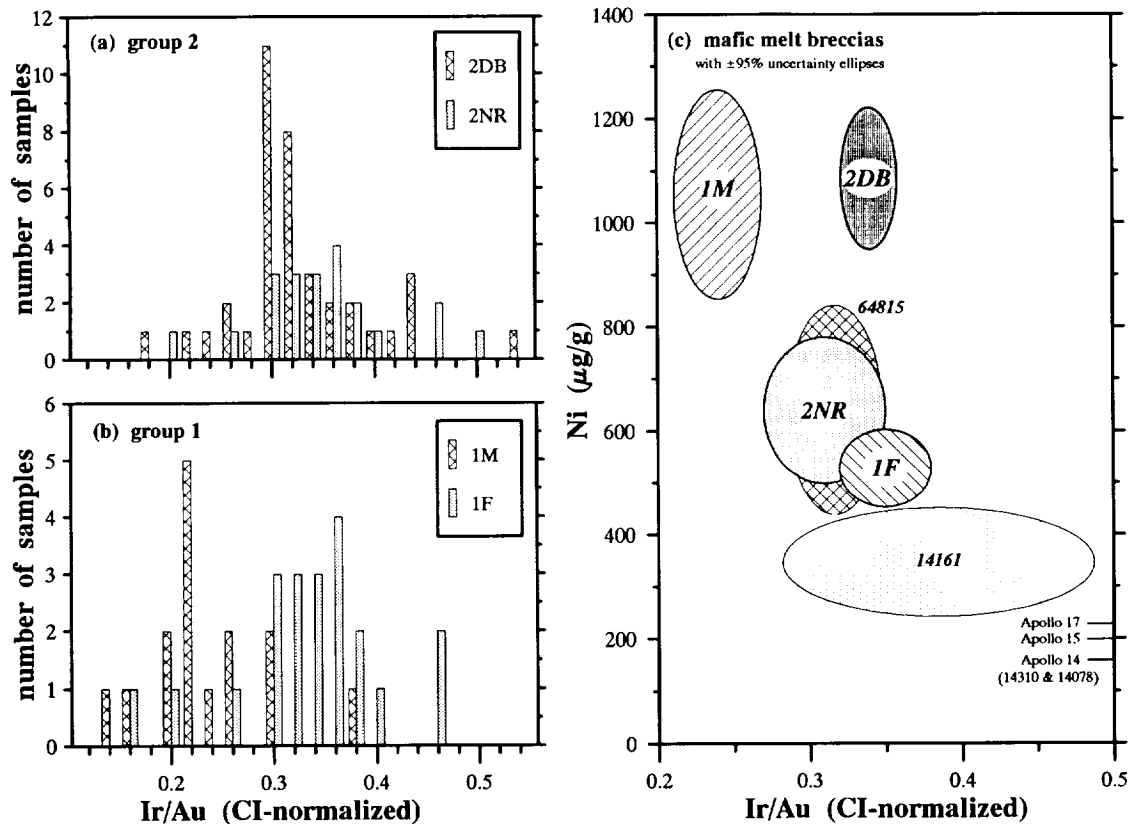 (a) group 2
2DB
2NR
number of samples
12
10
8
6
4
2
0
(b) group 1
1M
1F
number of samples
6
5
4
3
2
1
0
0.2
0.3
0.4
0.5
Ir/Au (CI-normalized)
(c) mafic melt breccias
with ±95% uncertainty ellipses
Ni (µg/g)
1400
1200
1000
800
600
400
200
0
1M
2DB
64815
2NR
1F
14161
Apollo 17
Apollo 15
Apollo 14
(14310 & 14078)
0.2
0.3
0.4
0.5
Ir/Au (CI-normalized)